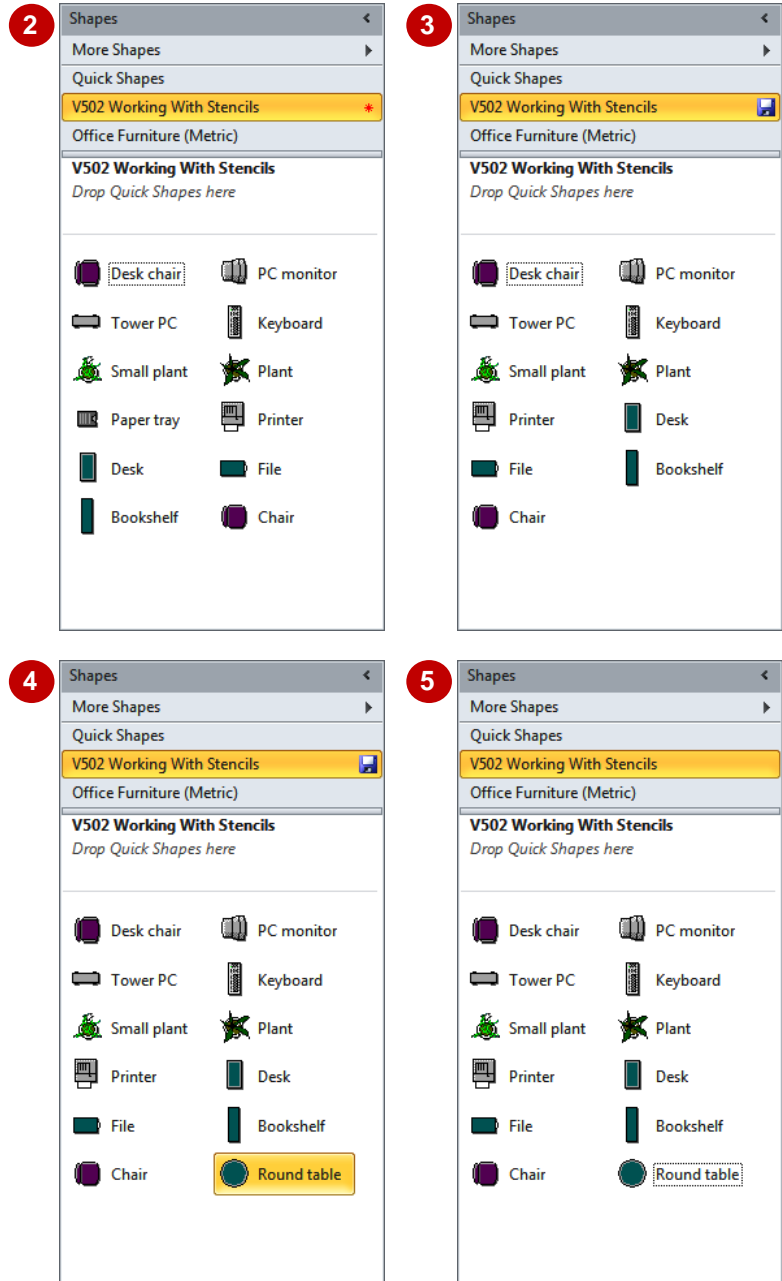 2
Shapes
More Shapes
Quick Shapes
V502 Working With Stencils
Office Furniture (Metric)
V502 Working With Stencils
Drop Quick Shapes here
Desk chair PC monitor
Tower PC Keyboard
Small plant Plant
Paper tray Printer
Desk File
Bookshelf Chair
3
Shapes
More Shapes
Quick Shapes
V502 Working With Stencils
Office Furniture (Metric)
V502 Working With Stencils
Drop Quick Shapes here
Desk chair PC monitor
Tower PC Keyboard
Small plant Plant
Printer Desk
File Bookshelf
Chair
4
Shapes
More Shapes
Quick Shapes
V502 Working With Stencils
Office Furniture (Metric)
V502 Working With Stencils
Drop Quick Shapes here
Desk chair PC monitor
Tower PC Keyboard
Small plant Plant
Printer Desk
File Bookshelf
Chair Round table
5
Shapes
More Shapes
Quick Shapes
V502 Working With Stencils
Office Furniture (Metric)
V502 Working With Stencils
Drop Quick Shapes here
Desk chair PC monitor
Tower PC Keyboard
Small plant Plant
Printer Desk
File Bookshelf
Chair Round table